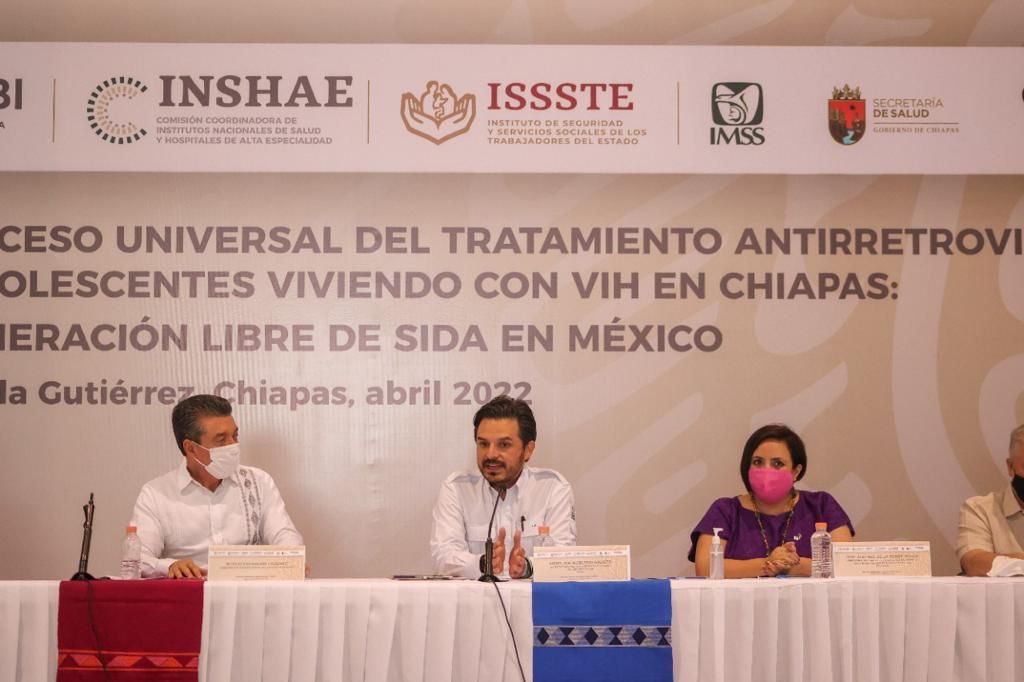 BI
INSHAE
COMISIÓN COORDINADORA DE
INSTITUTOS NACIONALES DE SALUD
Y HOSPITALES DE ALTA ESPECIALIDAD
ISSSTE
INSTITUTO DE SEGURIDAD
Y SERVICIOS SOCIALES DE LOS
TRABAJADORES DEL ESTADO
IMSS
SECRETARÍA
DE SALUD
GOBIERNO DE CHIAPAS
CESO UNIVERSAL DEL TRATAMIENTO ANTIRRETROVI
OLESCENTES VIVIENDO CON VIH EN CHIAPAS:
NERACIÓN LIBRE DE SIDA EN MÉXICO
la Gutiérrez, Chiapas, abril 2022